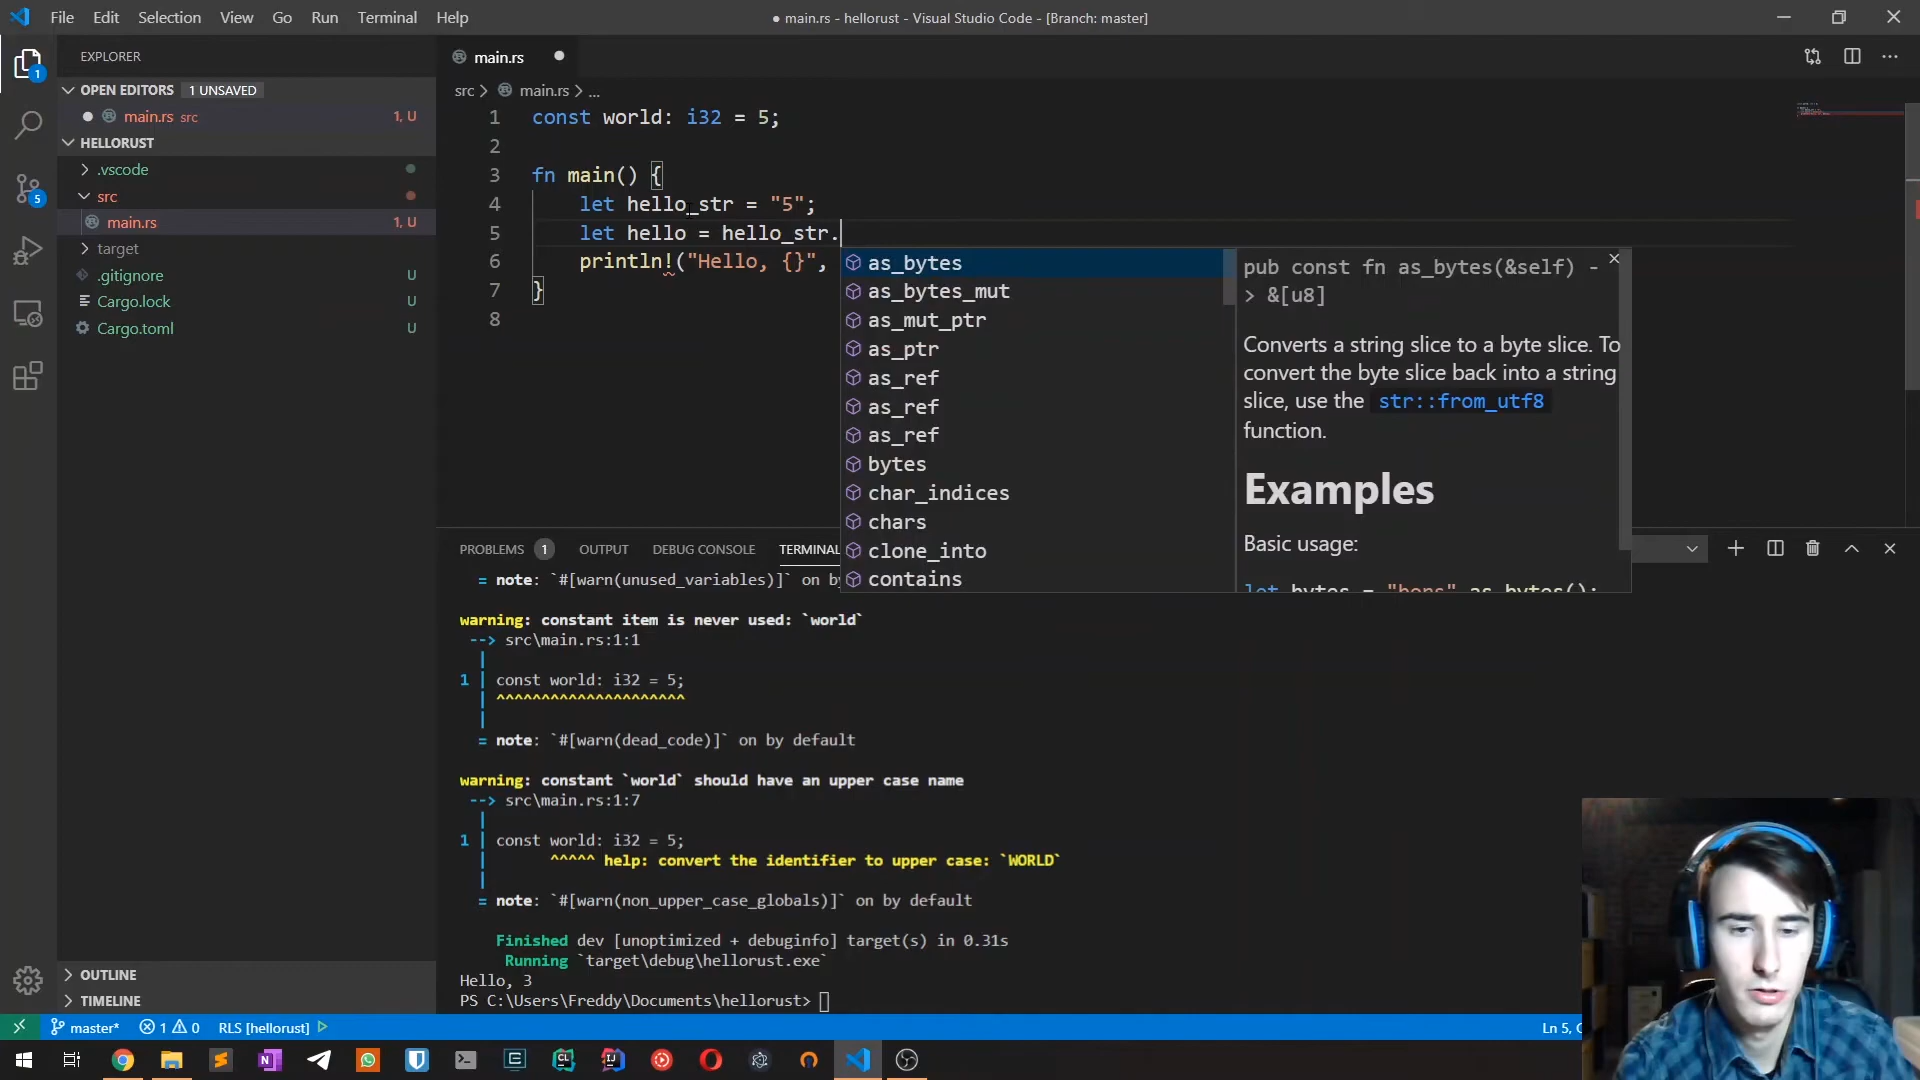 File Edit Selection View Go Run Terminal Help
● main.rs - hellorust - Visual Studio Code - [Branch: master]
EXPLORER
OPEN EDITORS 1 UNSAVED
main.rs src 1, U
HELLORUST
.vscode
src
main.rs 1, U
target
.gitignore U
Cargo.lock U
Cargo.toml U
OUTLINE
TIMELINE
1
5
main.rs
src > main.rs > ...
1 const world: i32 = 5;
2
3 fn main() {
4 let hello_str = "5";
5 let hello = hello_str.
6 println!("Hello, {}",
7 }
8
as_bytes
as_bytes_mut
as_mut_ptr
as_ptr
as_ref
as_ref
as_ref
bytes
char_indices
chars
clone_into
contains
pub const fn as_bytes(&self) -
> &[u8]
Converts a string slice to a byte slice. To
convert the byte slice back into a string
slice, use the str::from_utf8
function.
Examples
Basic usage:
let bytes = "bors".as_bytes();
PROBLEMS 1 OUTPUT DEBUG CONSOLE TERMINAL
= note: `#[warn(unused_variables)]` on by
warning: constant item is never used: `world`
--> src\main.rs:1:1
|
1 | const world: i32 = 5;
| ^^^^^^^^^^^^^^^^^^^^^
|
= note: `#[warn(dead_code)]` on by default
warning: constant `world` should have an upper case name
--> src\main.rs:1:7
|
1 | const world: i32 = 5;
| ^^^^^ help: convert the identifier to upper case: `WORLD`
|
= note: `#[warn(non_upper_case_globals)]` on by default
Finished dev [unoptimized + debuginfo] target(s) in 0.31s
Running `target\debug\hellorust.exe`
Hello, 3
PS C:\Users\Freddy\Documents\hellorust>
master* 1 0 RLS [hellorust] Ln 5,